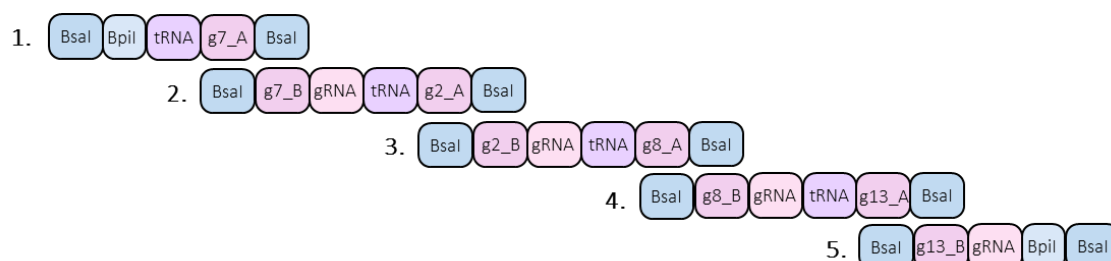 1. BsaI BpiI tRNA g7_A BsaI
2. BsaI g7_B gRNA tRNA g2_A BsaI
3. BsaI g2_B gRNA tRNA g8_A BsaI
4. BsaI g8_B gRNA tRNA g13_A BsaI
5. BsaI g13_B gRNA BpiI BsaI